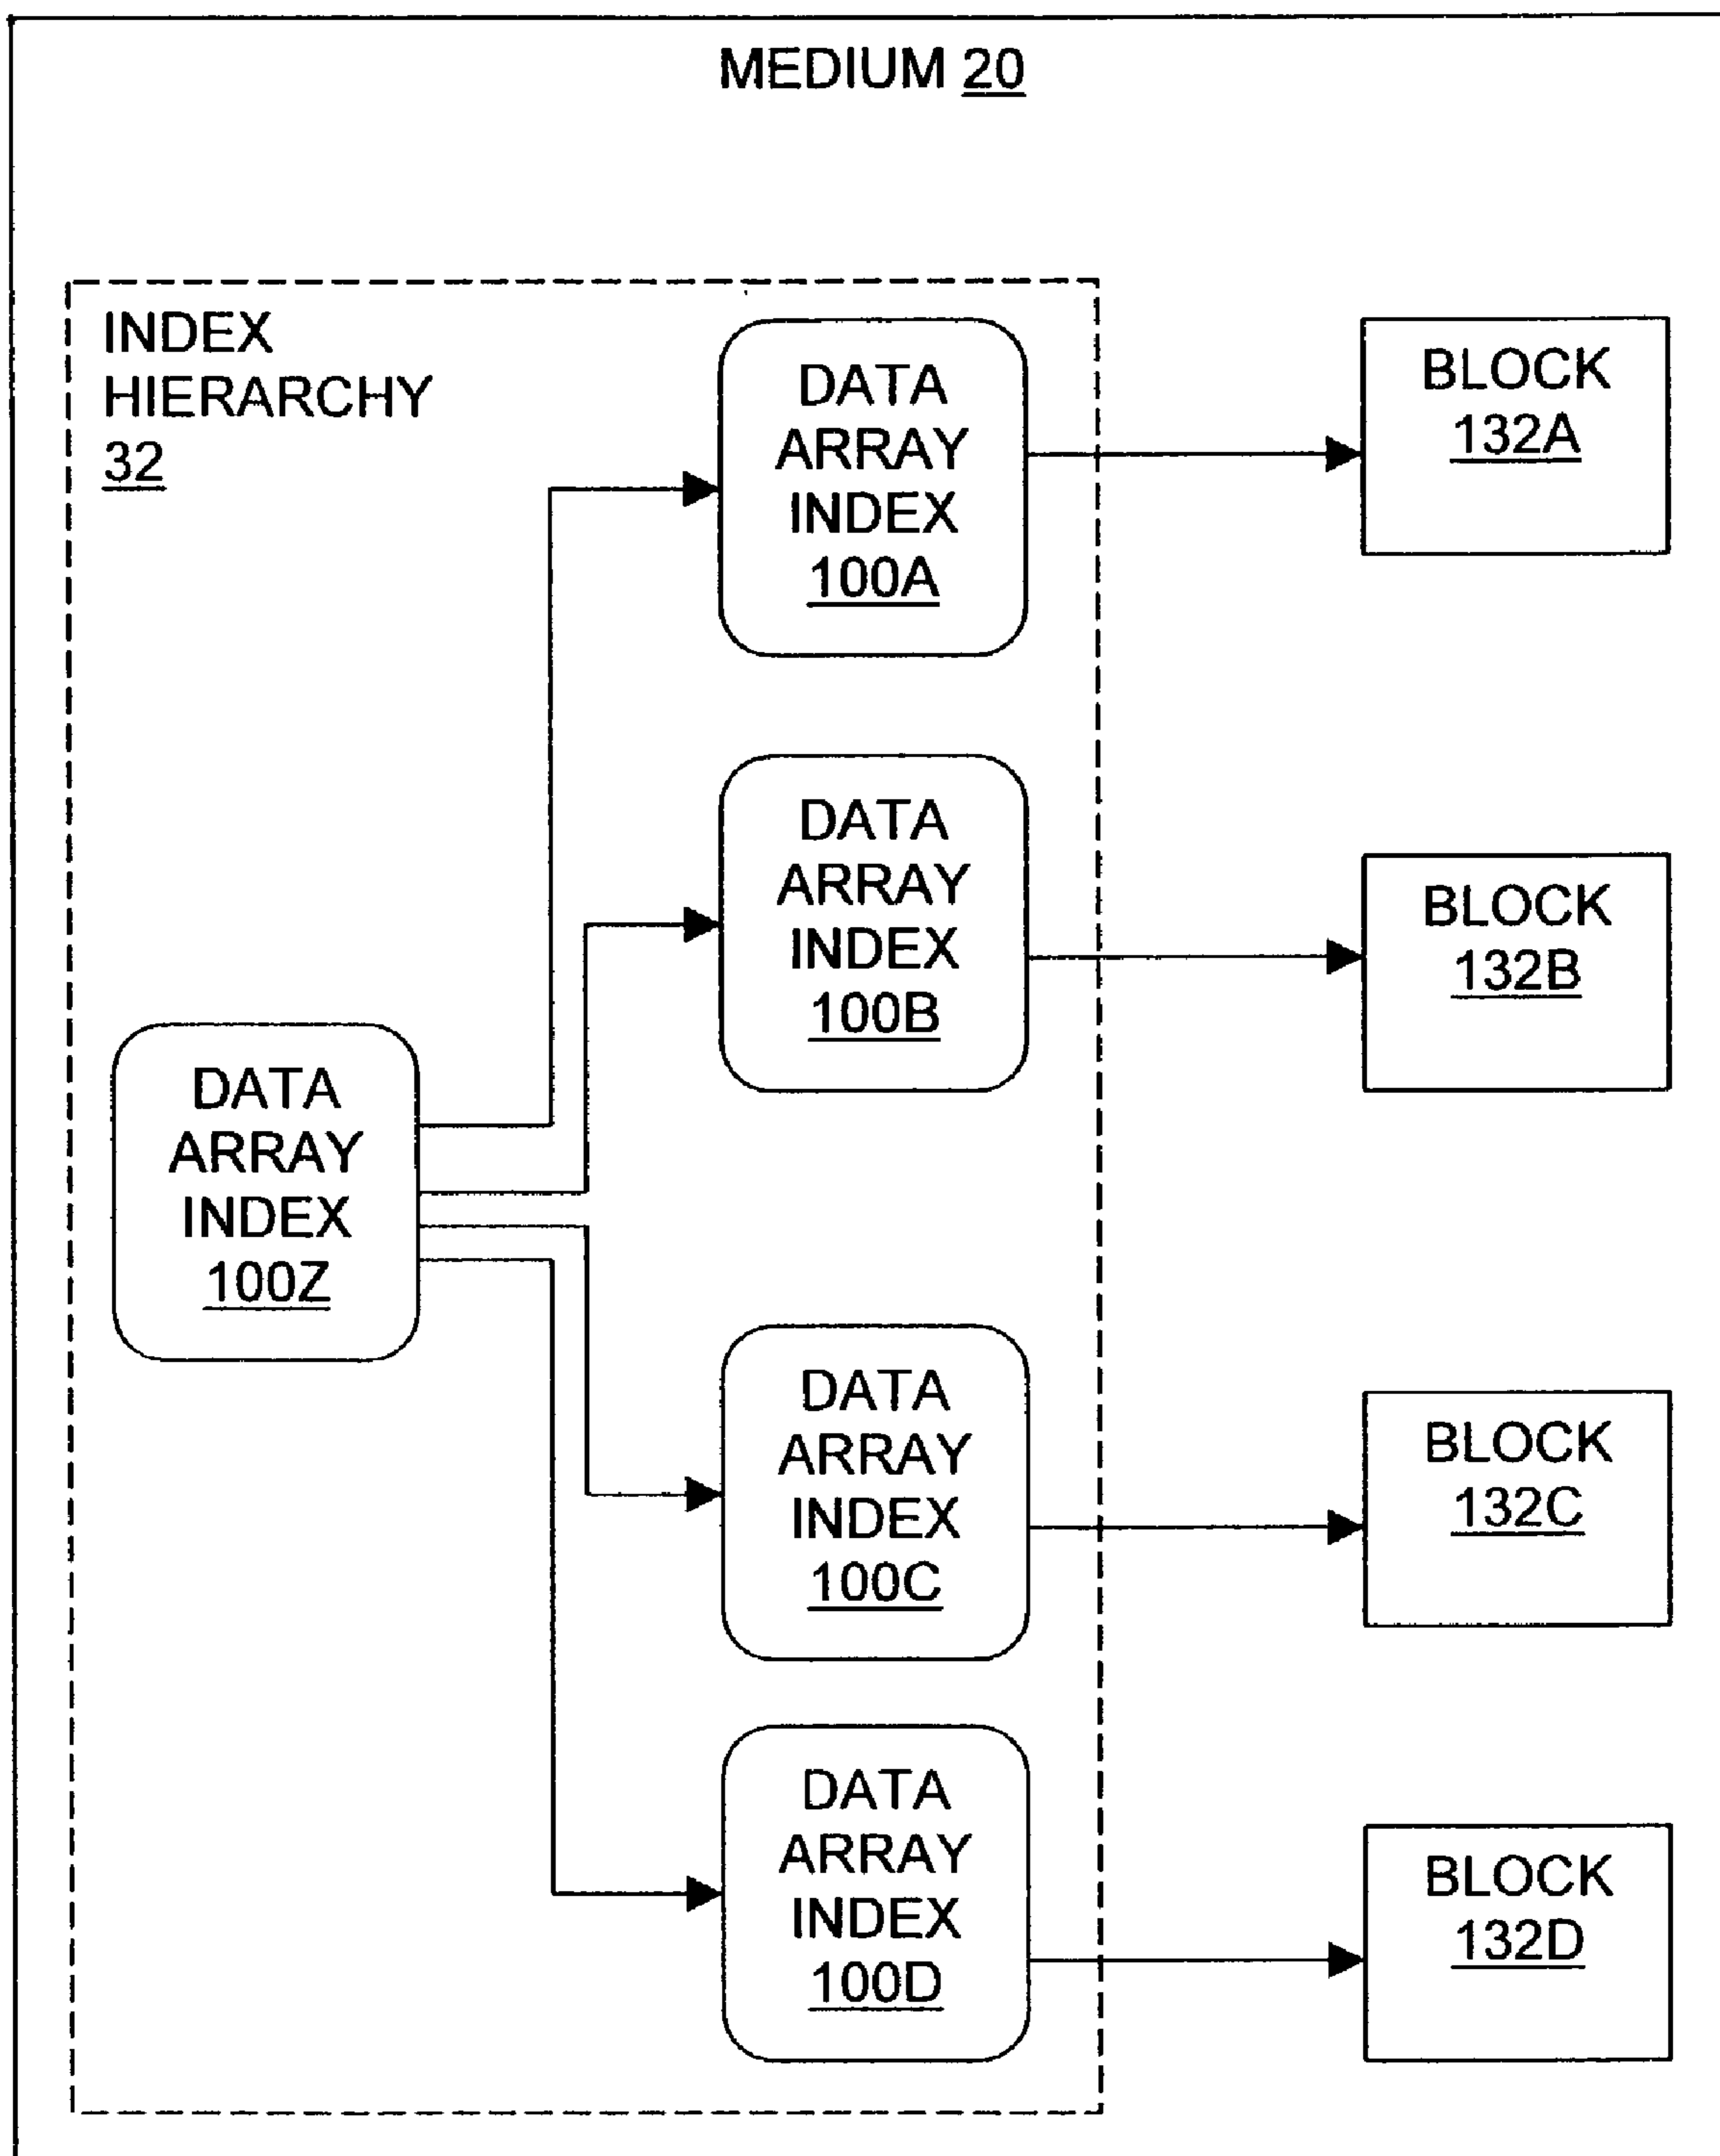 MEDIUM 20
INDEX
HIERARCHY
32
DATA
ARRAY
INDEX
100A
BLOCK
132A
DATA
ARRAY
INDEX
100B
BLOCK
132B
DATA
ARRAY
INDEX
100Z
DATA
ARRAY
INDEX
100C
BLOCK
132C
DATA
ARRAY
INDEX
100D
BLOCK
132D